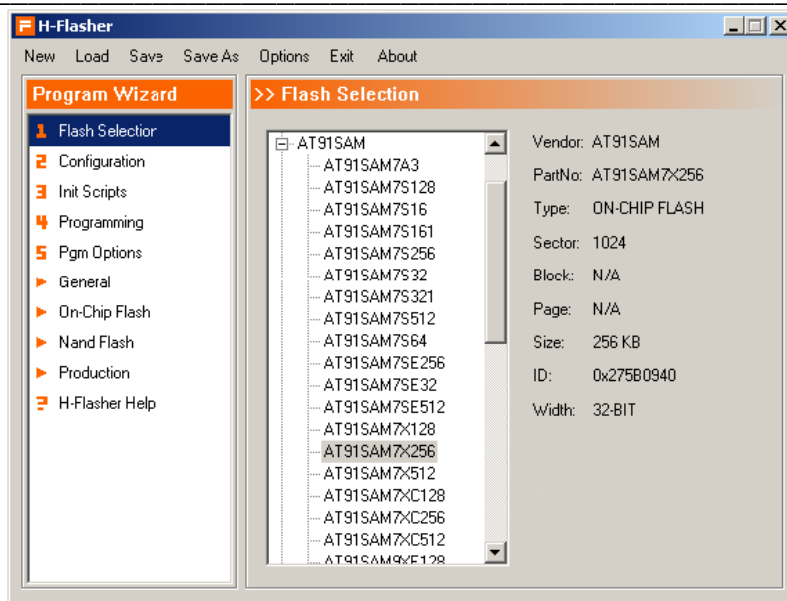 H-Flasher
New Load Save Save As Options Exit About
Program Wizard
1 Flash Selection
2 Configuration
3 Init Scripts
4 Programming
5 Pgm Options
General
On-Chip Flash
Nand Flash
Production
? H-Flasher Help
>> Flash Selection
AT91SAM
AT91SAM7A3
AT91SAM7S128
AT91SAM7S16
AT91SAM7S161
AT91SAM7S256
AT91SAM7S32
AT91SAM7S321
AT91SAM7S512
AT91SAM7S64
AT91SAM7SE256
AT91SAM7SE32
AT91SAM7SE512
AT91SAM7X128
AT91SAM7X256
AT91SAM7X512
AT91SAM7XC128
AT91SAM7XC256
AT91SAM7XC512
AT91SAM9XE128
Vendor: AT91SAM
PartNo: AT91SAM7X256
Type: ON-CHIP FLASH
Sector: 1024
Block: N/A
Page: N/A
Size: 256 KB
ID: 0x275B0940
Width: 32-BIT